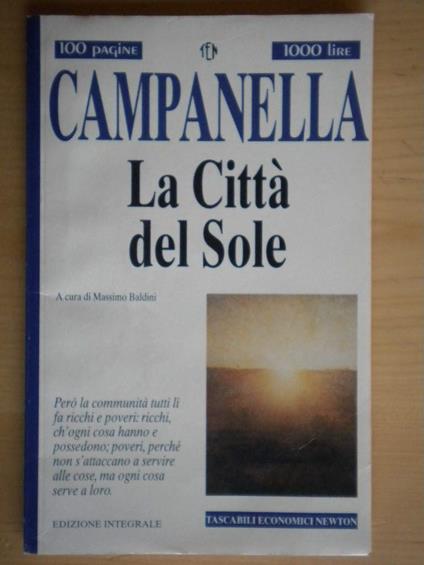 100 PAGINE
TEN
1000 LIRE
CAMPANELLA
La Città
del Sole
A cura di Massimo Baldini
Però la communità tutti li
fa ricchi e poveri: ricchi,
ch'ogni cosa hanno e
possedono; poveri, perché
non s'attaccano a servire
alle cose, ma ogni cosa
serve a loro.
EDIZIONE INTEGRALE
TASCABILI ECONOMICI NEWTON